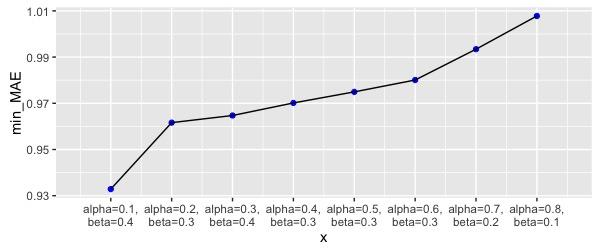 1.01
0.99
0.97
0.95
0.93
min_MAE
alpha=0.1, alpha=0.2, alpha=0.3, alpha=0.4, alpha=0.5, alpha=0.6, alpha=0.7, alpha=0.8,
beta=0.4 beta=0.3 beta=0.4 beta=0.3 beta=0.3 beta=0.3 beta=0.2 beta=0.1
x